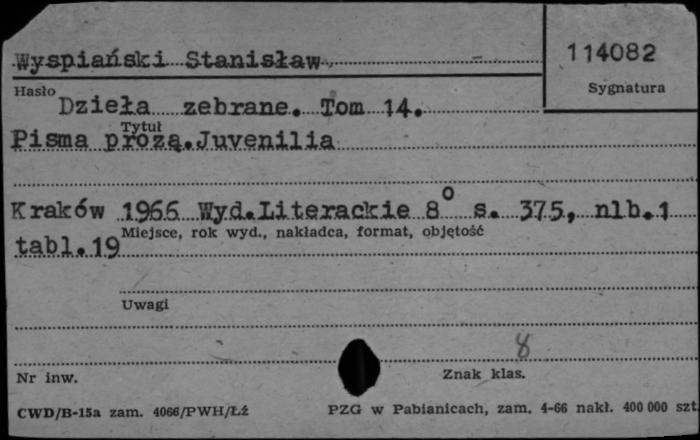 Wyspiański Stanisław
114082
Hasło
Sygnatura
Dzieła zebrane. Tom 14.
Tytuł
Pisma prozą. Juvenilia
Kraków 1966 Wyd. Literackie 8° s. 375, nlb. 1
Miejsce, rok wyd., nakładca, format, objętość
tabl. 19
Uwagi
8
Nr inw.
Znak klas.
CWD/B-15a zam. 4066/PWH/Łż
PZG w Pabianicach, zam. 4-66 nakł. 400 000 szt.